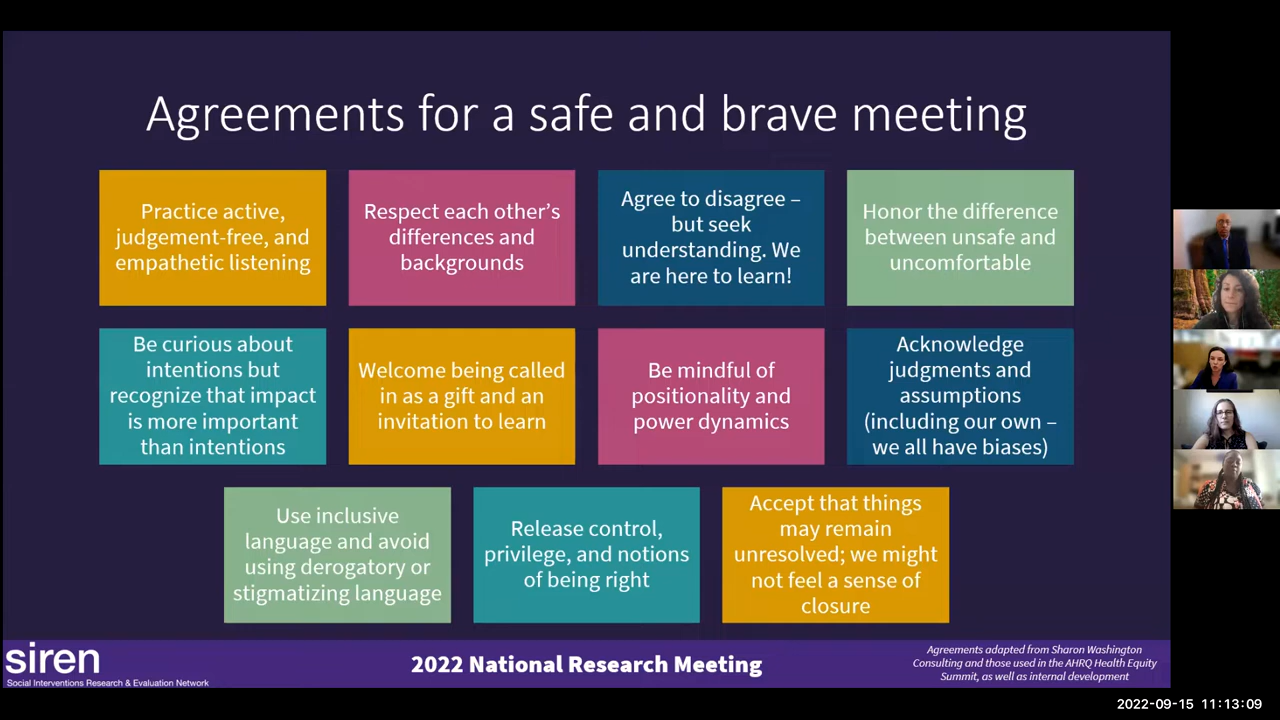 Agreements for a safe and brave meeting
Practice active,
judgement-free, and
empathetic listening
Respect each other's
differences and
backgrounds
Agree to disagree –
but seek
understanding. We
are here to learn!
Honor the difference
between unsafe and
uncomfortable
Be curious about
intentions but
recognize that impact
is more important
than intentions
Welcome being called
in as a gift and an
invitation to learn
Be mindful of
positionality and
power dynamics
Acknowledge
judgments and
assumptions
(including our own –
we all have biases)
Use inclusive
language and avoid
using derogatory or
stigmatizing language
Release control,
privilege, and notions
of being right
Accept that things
may remain
unresolved; we might
not feel a sense of
closure
siren
Social Interventions Research & Evaluation Network
2022 National Research Meeting
Agreements adapted from Sharon Washington
Consulting and those used in the AHRQ Health Equity
Summit, as well as internal development
2022-09-15 11:13:09